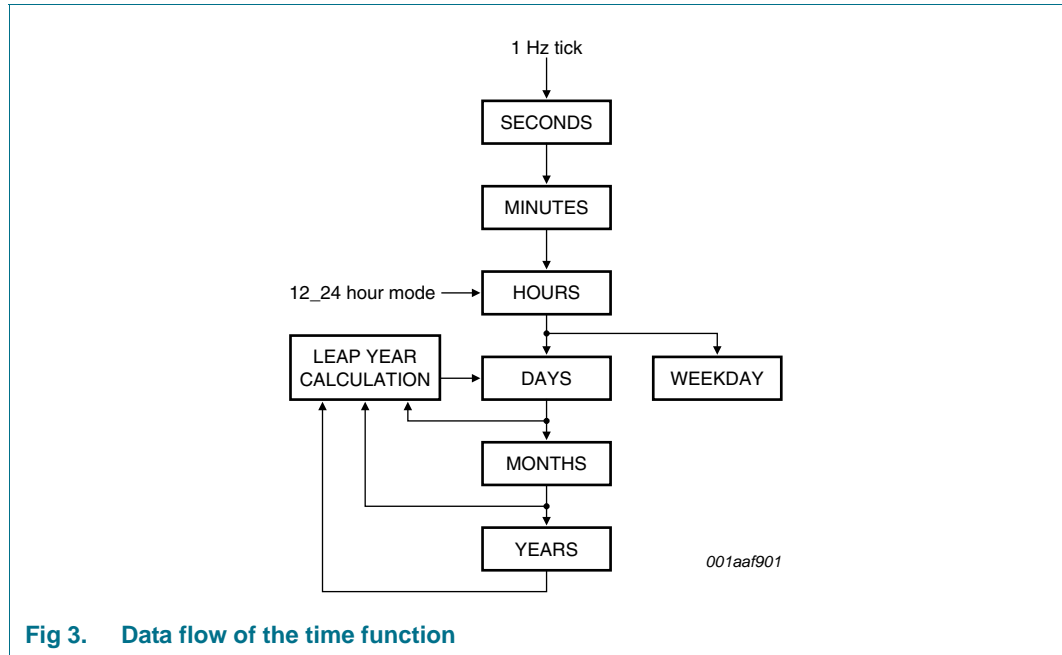 1 Hz tick
SECONDS
MINUTES
12_24 hour mode
HOURS
LEAP YEAR
CALCULATION
DAYS
WEEKDAY
MONTHS
YEARS
001aaf901
Fig 3. Data flow of the time function